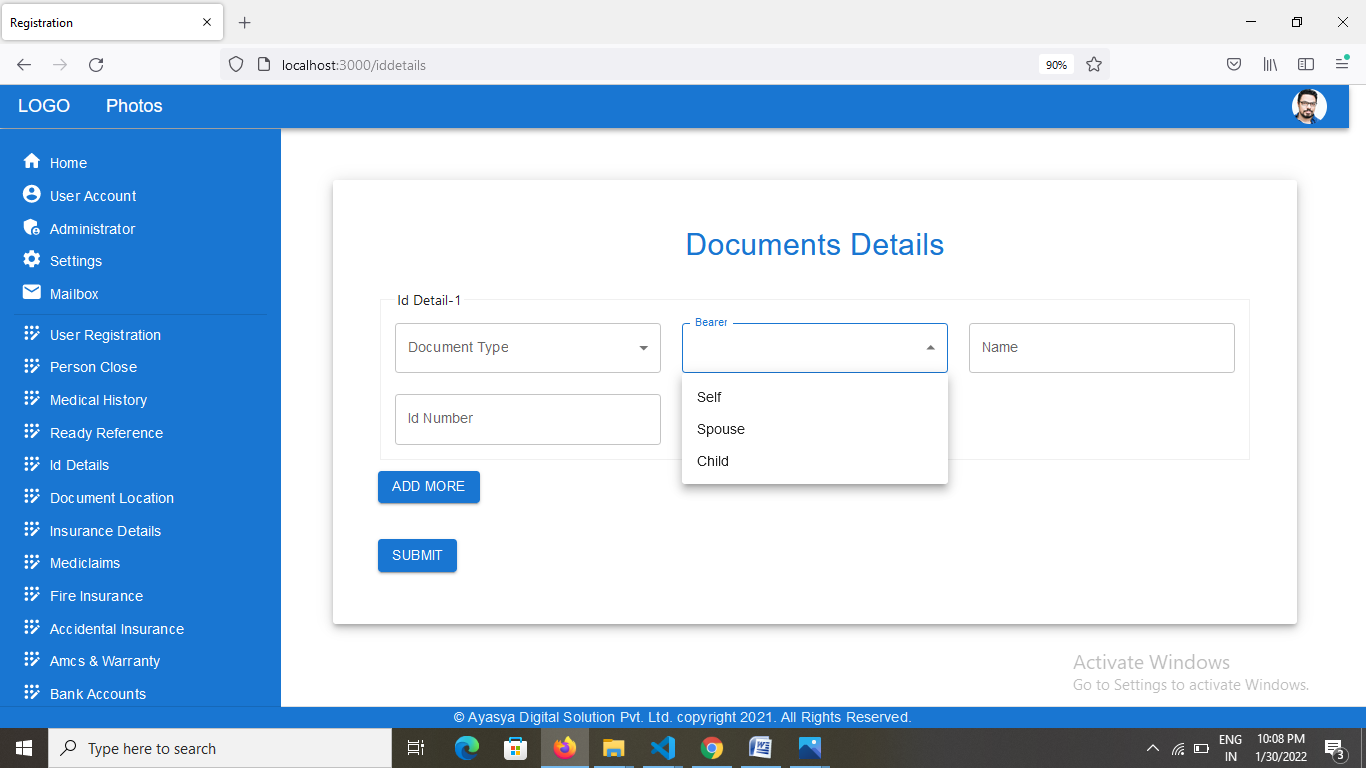 Registration
localhost:3000/iddetails
90%
LOGO Photos
Home
User Account
Administrator
Settings
Mailbox
User Registration
Person Close
Medical History
Ready Reference
Id Details
Document Location
Insurance Details
Mediclaims
Fire Insurance
Accidental Insurance
Amcs & Warranty
Bank Accounts
Documents Details
Id Detail-1
Document Type
Bearer
Name
Self
Spouse
Child
Id Number
ADD MORE
SUBMIT
Activate Windows
Go to Settings to activate Windows.
© Ayasya Digital Solution Pvt. Ltd. copyright 2021. All Rights Reserved.
Type here to search
ENG
IN
10:08 PM
1/30/2022
3